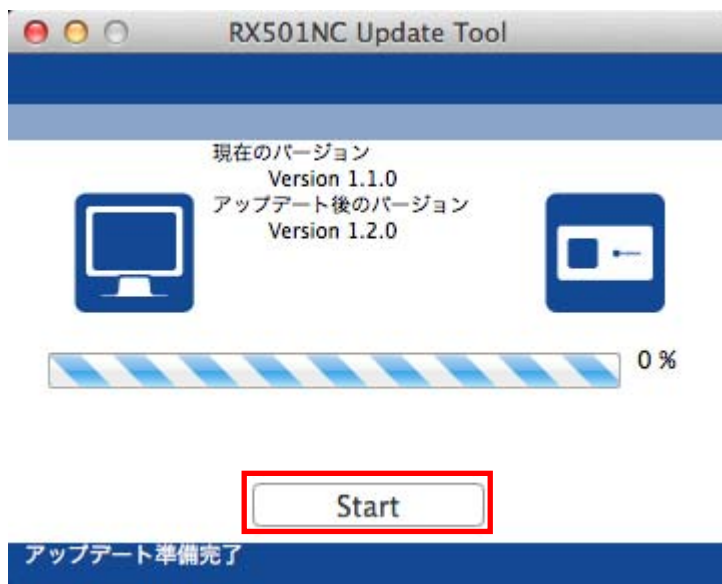 RX501NC Update Tool
現在のバージョン
Version 1.1.0
アップデート後のバージョン
Version 1.2.0
0 %
Start
アップデート準備完了